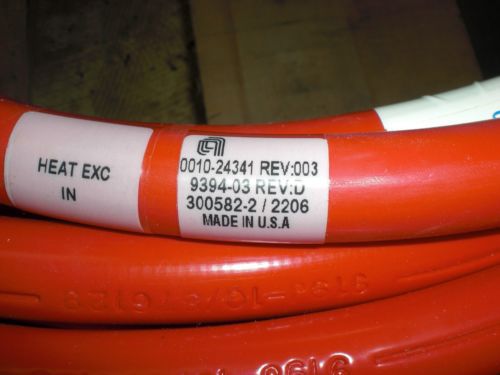 HEAT EXC
IN
0010-24341 REV:003
9394-03 REV:D
300582-2 / 2206
MADE IN U.S.A